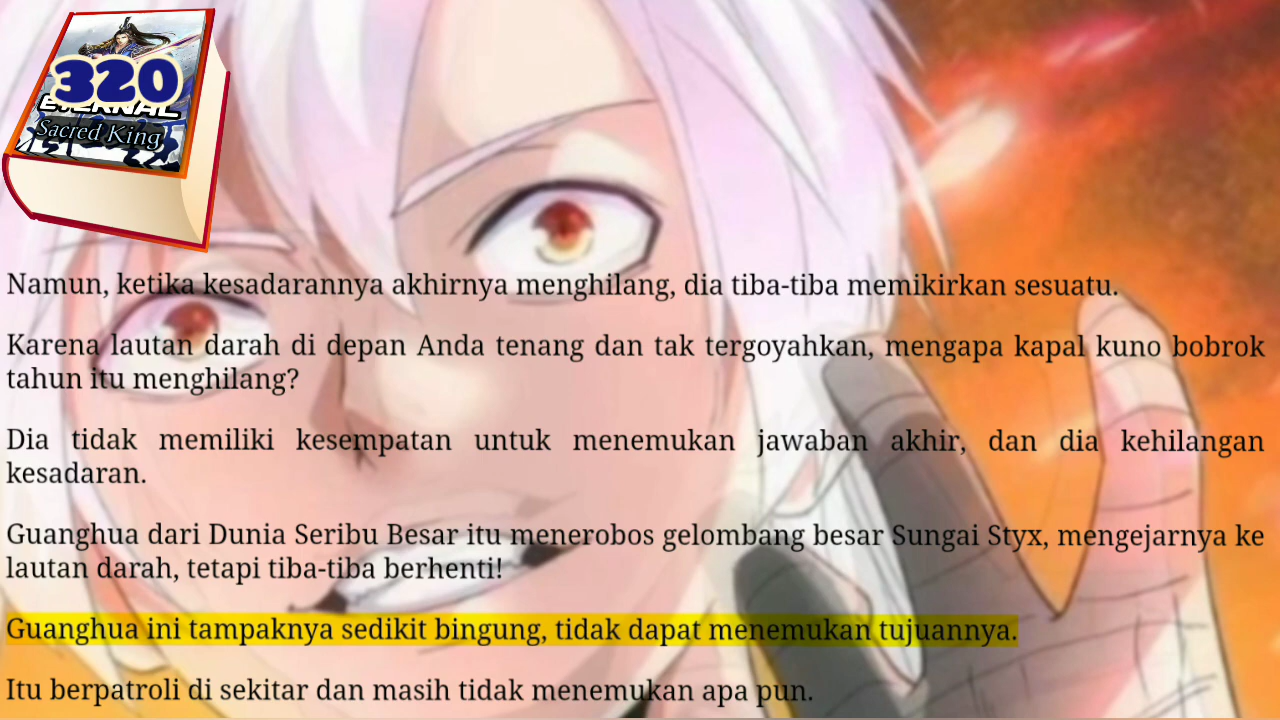 320
ETERNAL
Sacred King
Namun, ketika kesadarannya akhirnya menghilang, dia tiba-tiba memikirkan sesuatu.
Karena lautan darah di depan Anda tenang dan tak tergoyahkan, mengapa kapal kuno bobrok
tahun itu menghilang?
Dia tidak memiliki kesempatan untuk menemukan jawaban akhir, dan dia kehilangan
kesadaran.
Guanghua dari Dunia Seribu Besar itu menerobos gelombang besar Sungai Styx, mengejarnya ke
lautan darah, tetapi tiba-tiba berhenti!
Guanghua ini tampaknya sedikit bingung, tidak dapat menemukan tujuannya.
Itu berpatroli di sekitar dan masih tidak menemukan apa pun.